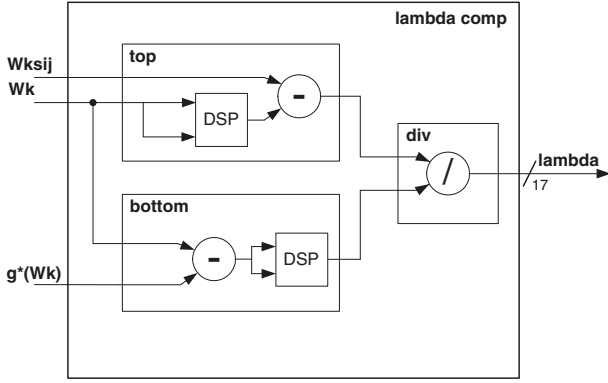 lambda comp
top
Wksij
Wk
DSP
-
div
/
lambda
17
bottom
-
DSP
g*(Wk)